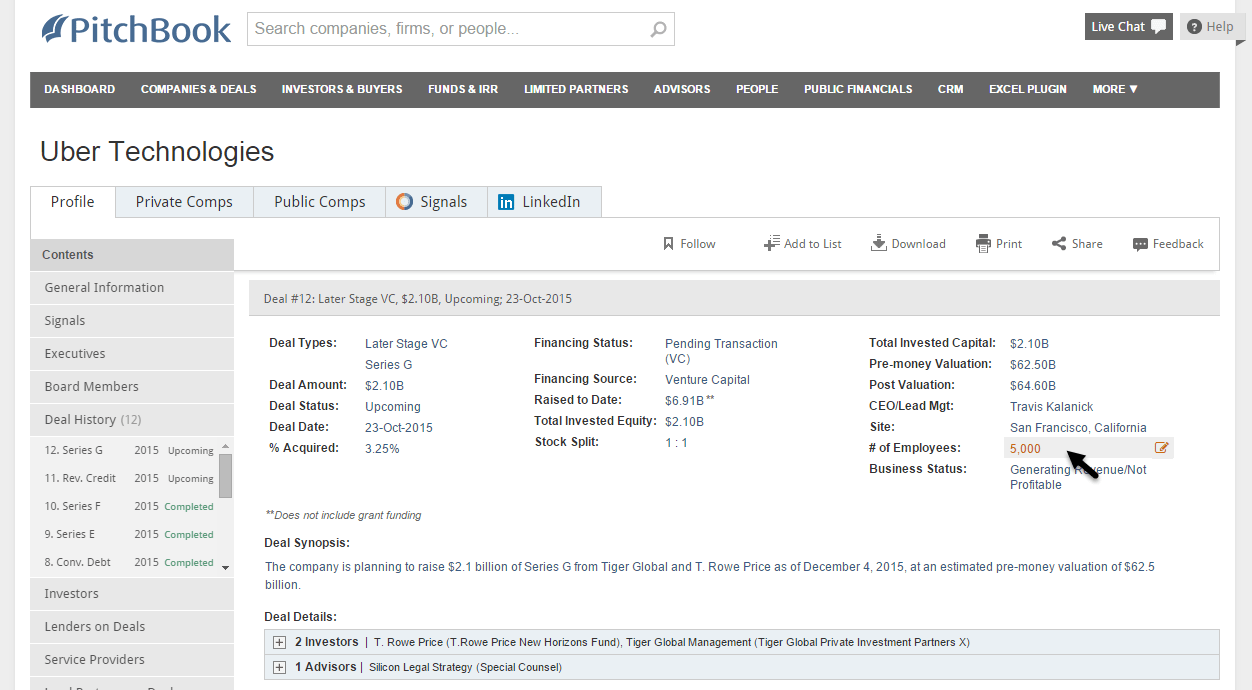 PitchBook
Search companies, firms, or people...
Live Chat
Help
DASHBOARD COMPANIES & DEALS INVESTORS & BUYERS FUNDS & IRR LIMITED PARTNERS ADVISORS PEOPLE PUBLIC FINANCIALS CRM EXCEL PLUGIN MORE ▼
Uber Technologies
Profile Private Comps Public Comps Signals in LinkedIn
Follow Add to List Download Print Share Feedback
Contents
General Information
Signals
Executives
Board Members
Deal History (12)
12. Series G 2015 Upcoming
11. Rev. Credit 2015 Upcoming
10. Series F 2015 Completed
9. Series E 2015 Completed
8. Conv. Debt 2015 Completed
Investors
Lenders on Deals
Service Providers
Deal #12: Later Stage VC, $2.10B, Upcoming; 23-Oct-2015
Deal Types: Later Stage VC
Series G
Deal Amount: $2.10B
Deal Status: Upcoming
Deal Date: 23-Oct-2015
% Acquired: 3.25%
Financing Status: Pending Transaction
(VC)
Financing Source: Venture Capital
Raised to Date: $6.91B**
Total Invested Equity: $2.10B
Stock Split: 1 : 1
Total Invested Capital: $2.10B
Pre-money Valuation: $62.50B
Post Valuation: $64.60B
CEO/Lead Mgt: Travis Kalanick
Site: San Francisco, California
# of Employees: 5,000
Business Status: Generating Revenue/Not
Profitable
**Does not include grant funding
Deal Synopsis:
The company is planning to raise $2.1 billion of Series G from Tiger Global and T. Rowe Price as of December 4, 2015, at an estimated pre-money valuation of $62.5
billion.
Deal Details:
2 Investors | T. Rowe Price (T.Rowe Price New Horizons Fund), Tiger Global Management (Tiger Global Private Investment Partners X)
1 Advisors | Silicon Legal Strategy (Special Counsel)